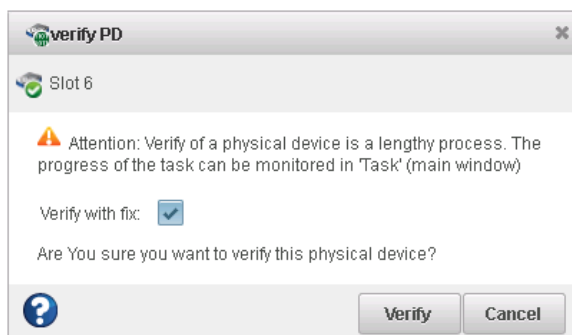 verify PD
Slot 6
Attention: Verify of a physical device is a lengthy process. The
progress of the task can be monitored in 'Task' (main window)
Verify with fix:
Are You sure you want to verify this physical device?
? Verify Cancel